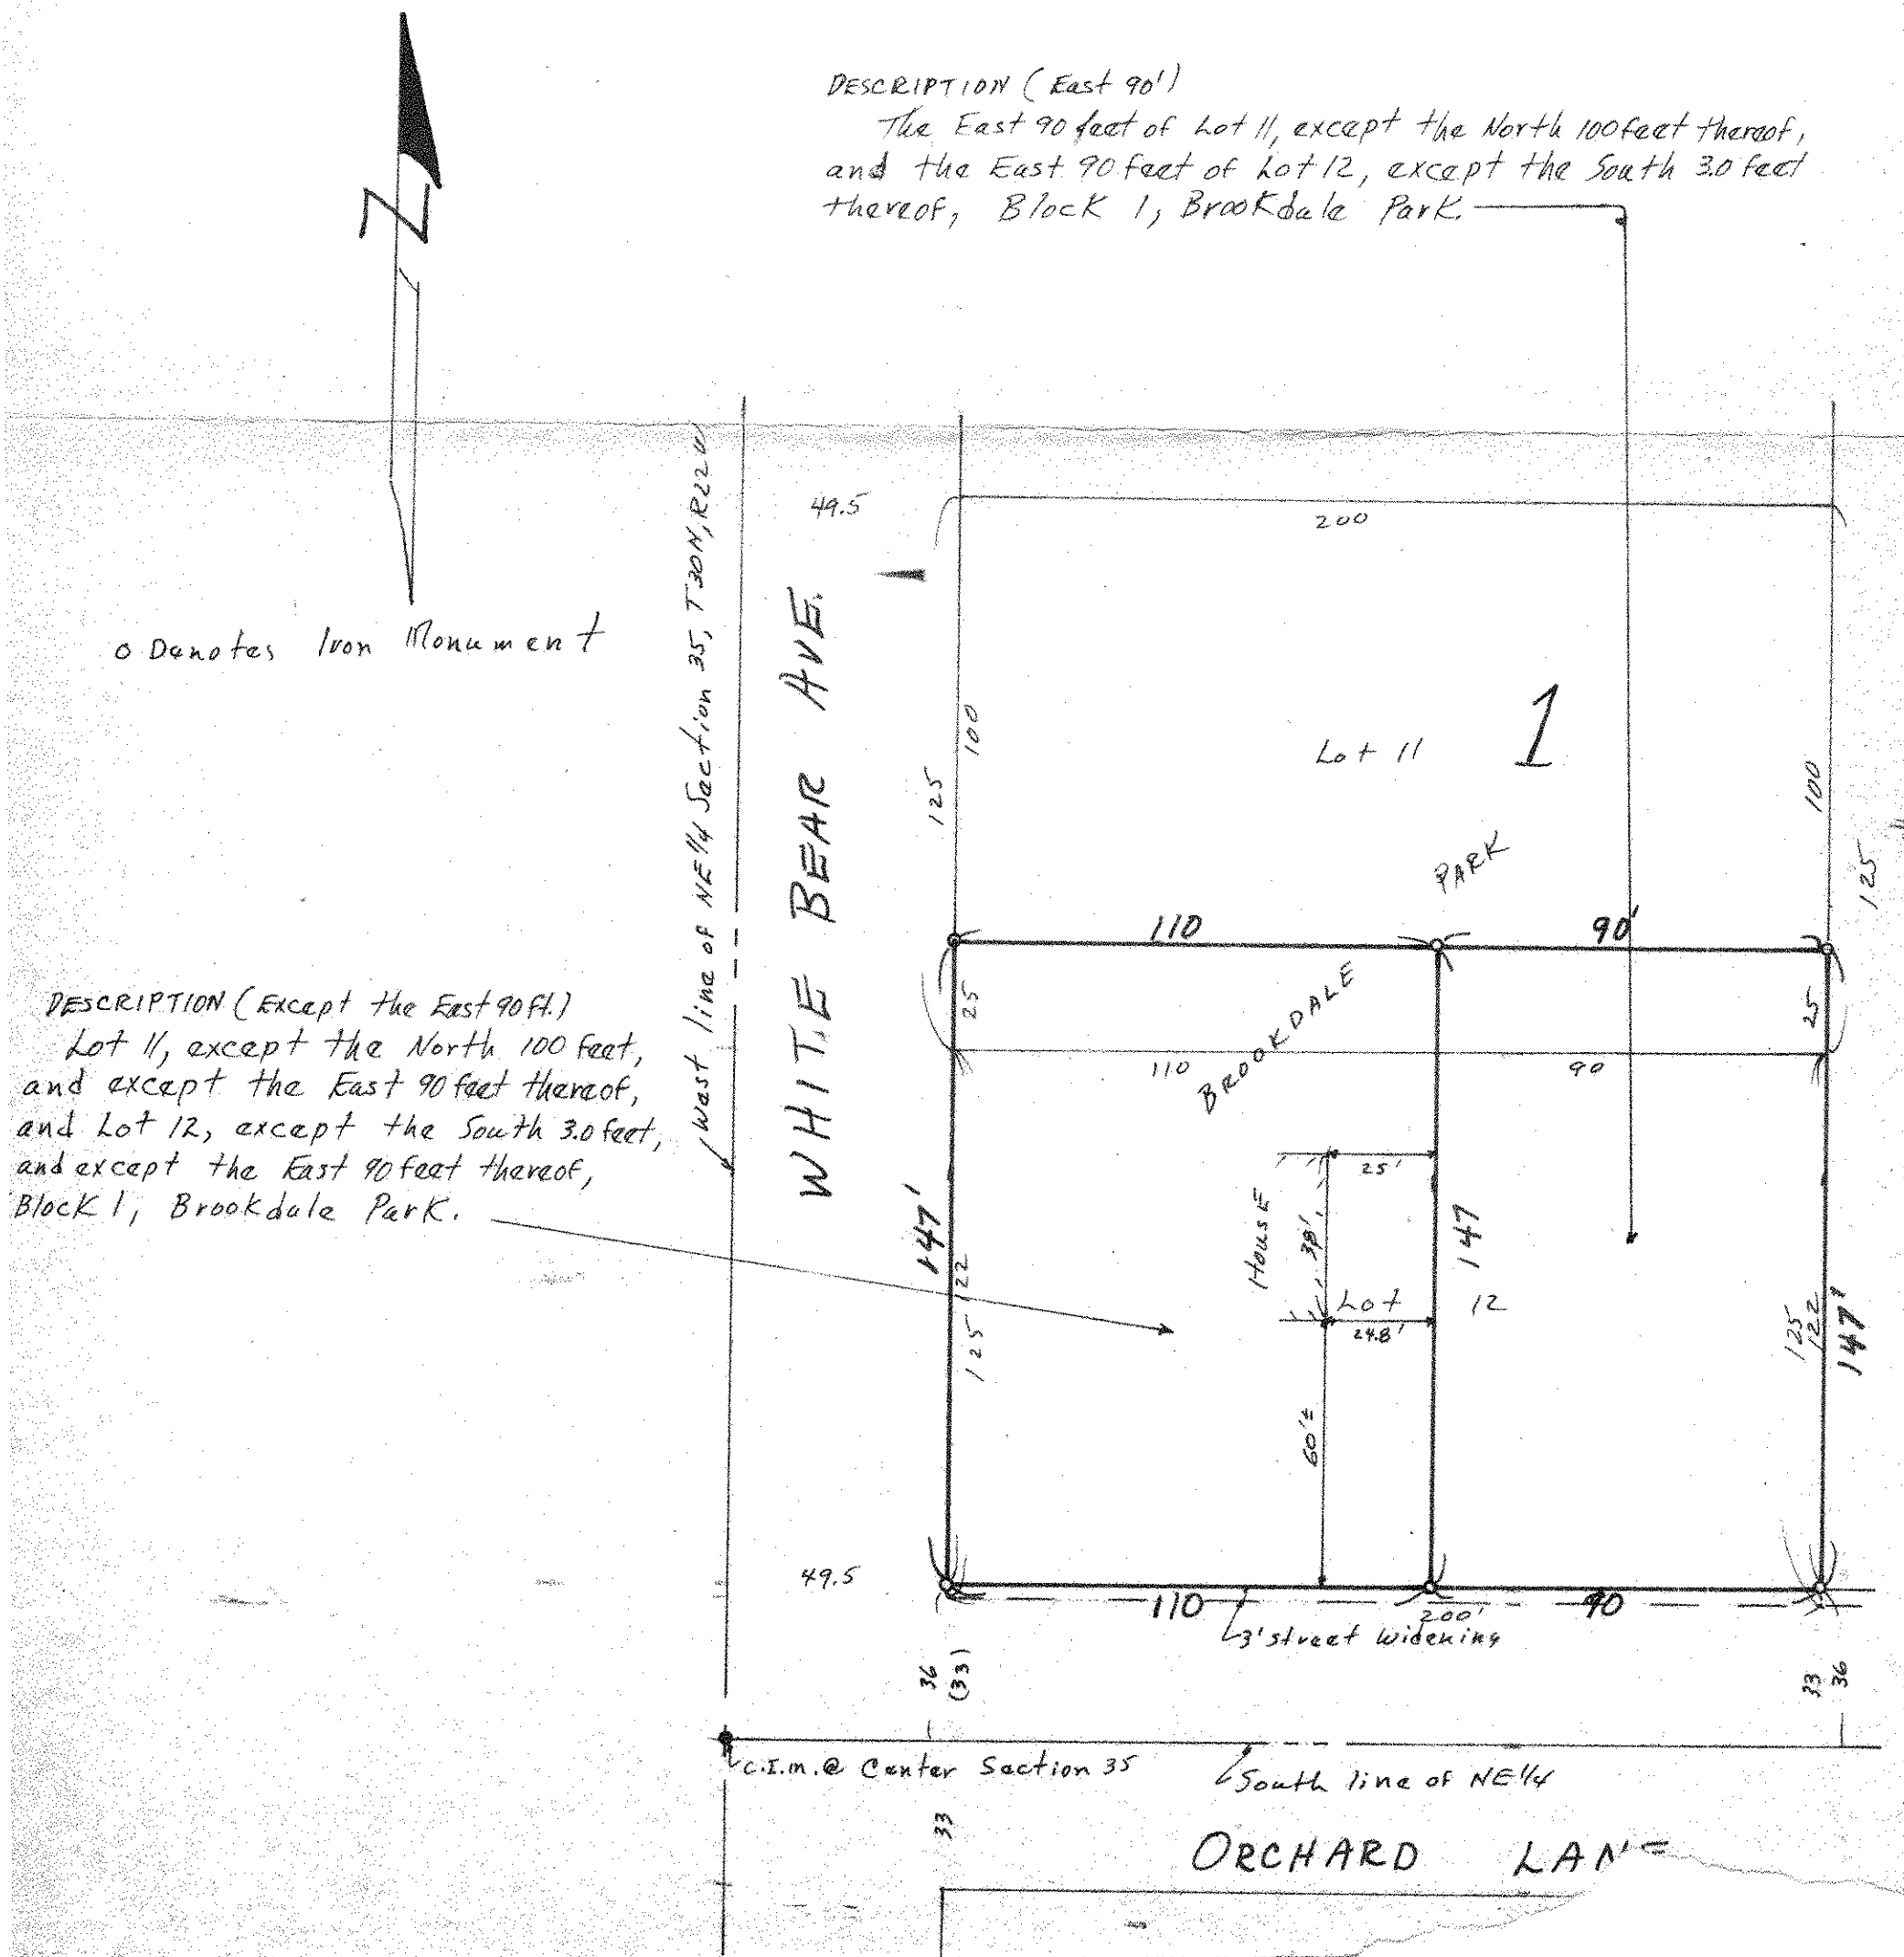 DESCRIPTION (East 90')
The East 90 feet of Lot 11, except the North 100 feet thereof,
and the East 90 feet of Lot 12, except the South 3.0 feet
thereof, Block 1, Brookdale Park.
N
o Denotes Iron Monument
West line of NE 1/4 Section 35, T30N, R22W
WHITE BEAR AVE.
49.5
200
100
125
Lot 11
1
100
125
PARK
110
90'
25
BROOKDALE
25
110
90
DESCRIPTION (Except the East 90 Ft.)
Lot 11, except the North 100 feet,
and except the East 90 feet thereof,
and Lot 12, except the South 3.0 feet,
and except the East 90 feet thereof,
Block 1, Brookdale Park.
147'
122
125
House
25'
38'
Lot 12
24.8'
147
60'±
125
122
147'
49.5
110
200'
90
3' street widening
36
(33)
33
36
C.I.M. @ Center Section 35
South line of NE 1/4
33
ORCHARD LANE